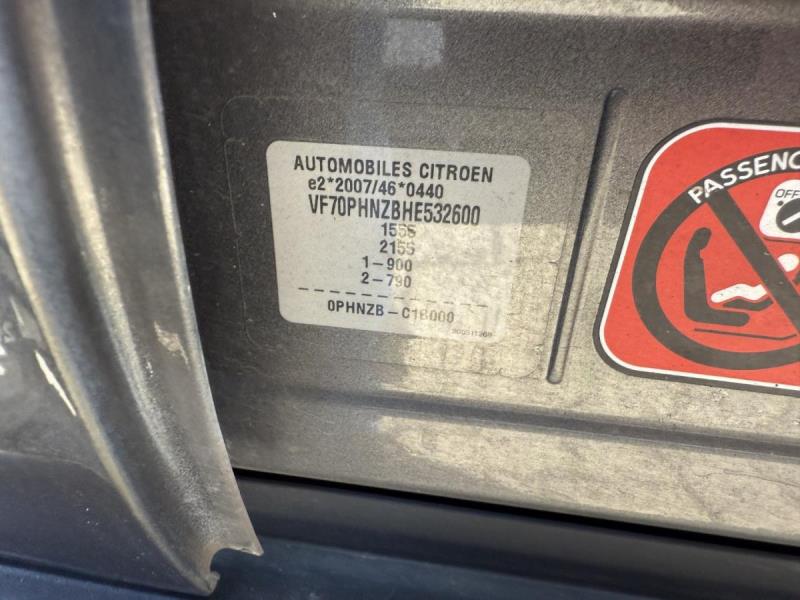 AUTOMOBILES CITROEN
e2*2007/46*0440
VF70PHNZBHE532600
1555
2155
1-900
2-790
0PHNZB-C1B000
PASSENG
OFF